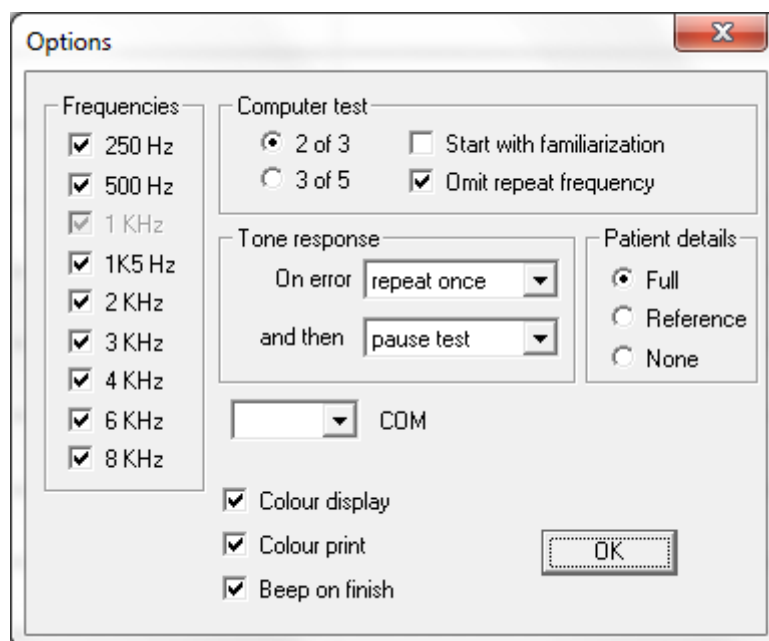 Options
Frequencies
250 Hz
500 Hz
1 KHz
1K5 Hz
2 KHz
3 KHz
4 KHz
6 KHz
8 KHz
Computer test
2 of 3
Start with familiarization
3 of 5
Omit repeat frequency
Tone response
On error repeat once
and then pause test
Patient details
Full
Reference
None
COM
Colour display
Colour print
Beep on finish
OK